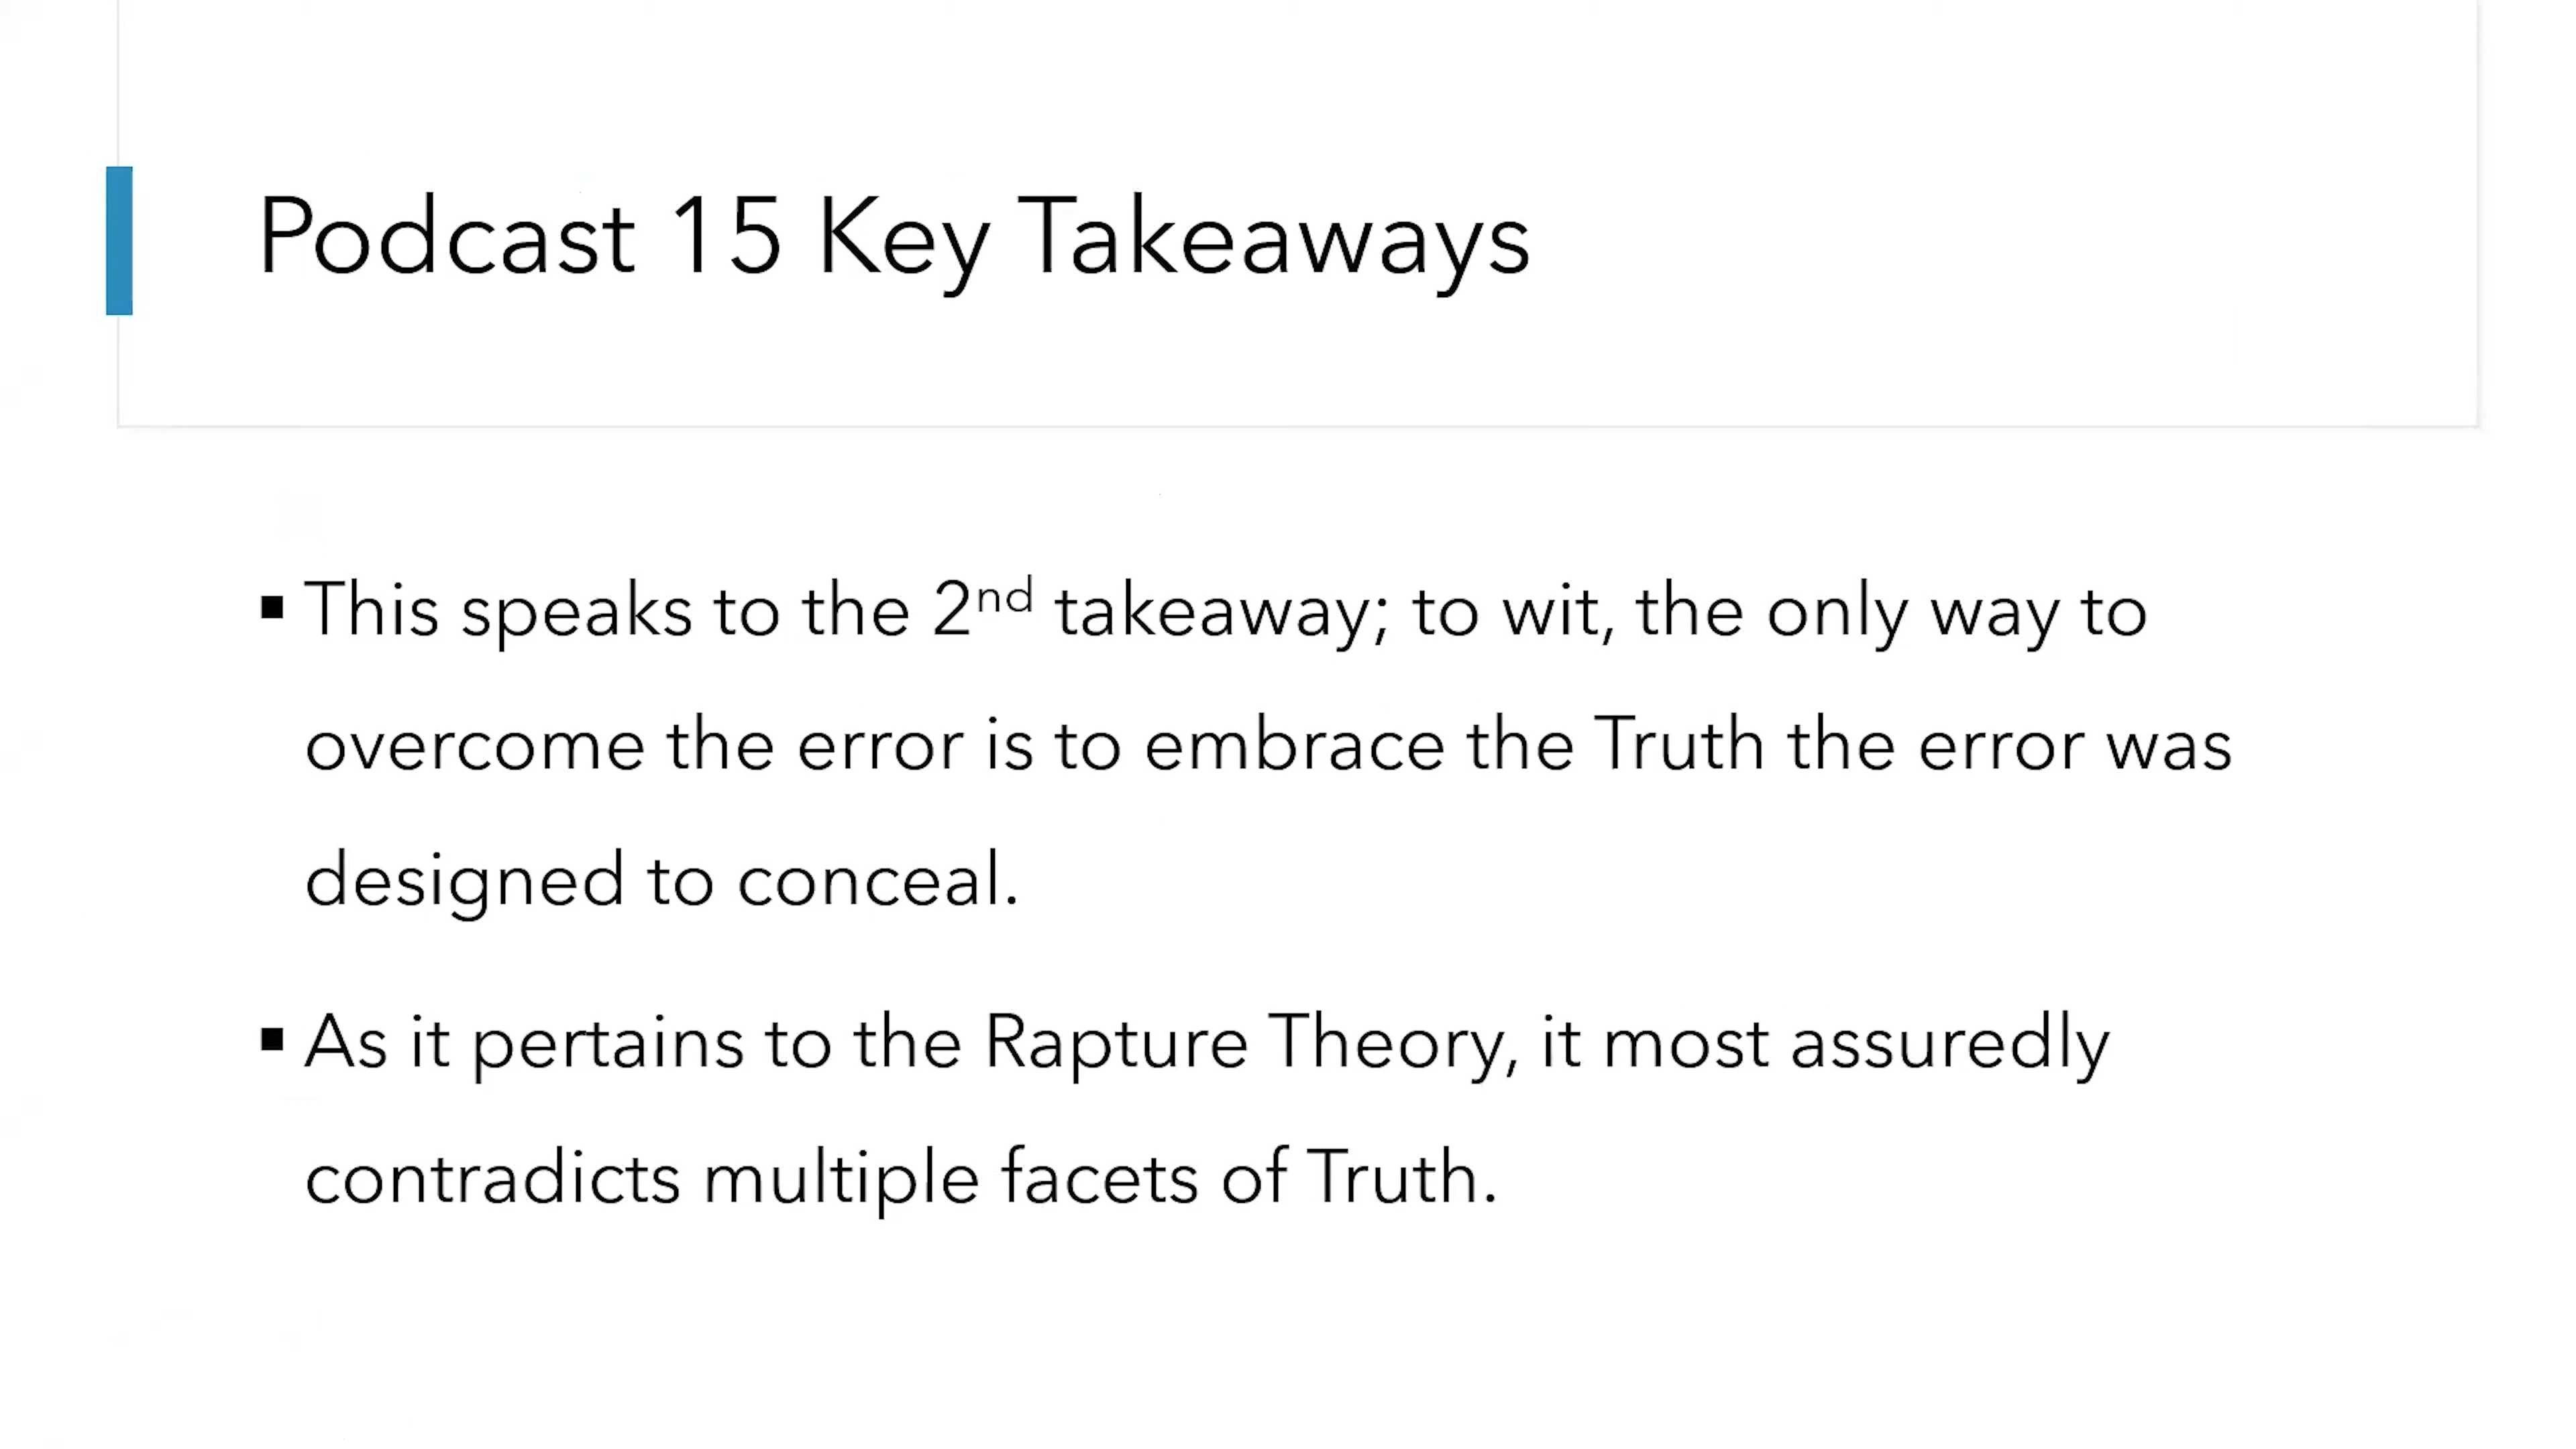 Podcast 15 Key Takeaways
▪ This speaks to the 2nd takeaway; to wit, the only way to
overcome the error is to embrace the Truth the error was
designed to conceal.
▪ As it pertains to the Rapture Theory, it most assuredly
contradicts multiple facets of Truth.